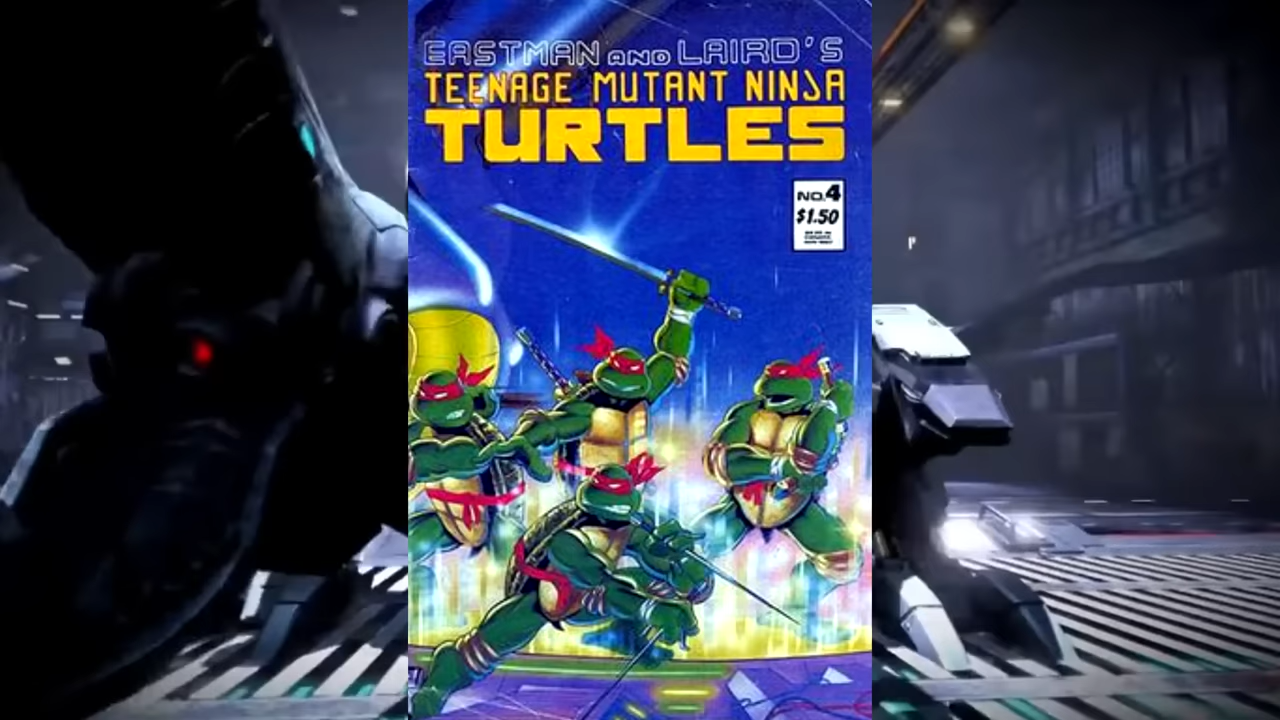 EASTMAN AND LAIRD'S
TEENAGE MUTANT NINJA
TURTLES
NO.4
$1.50